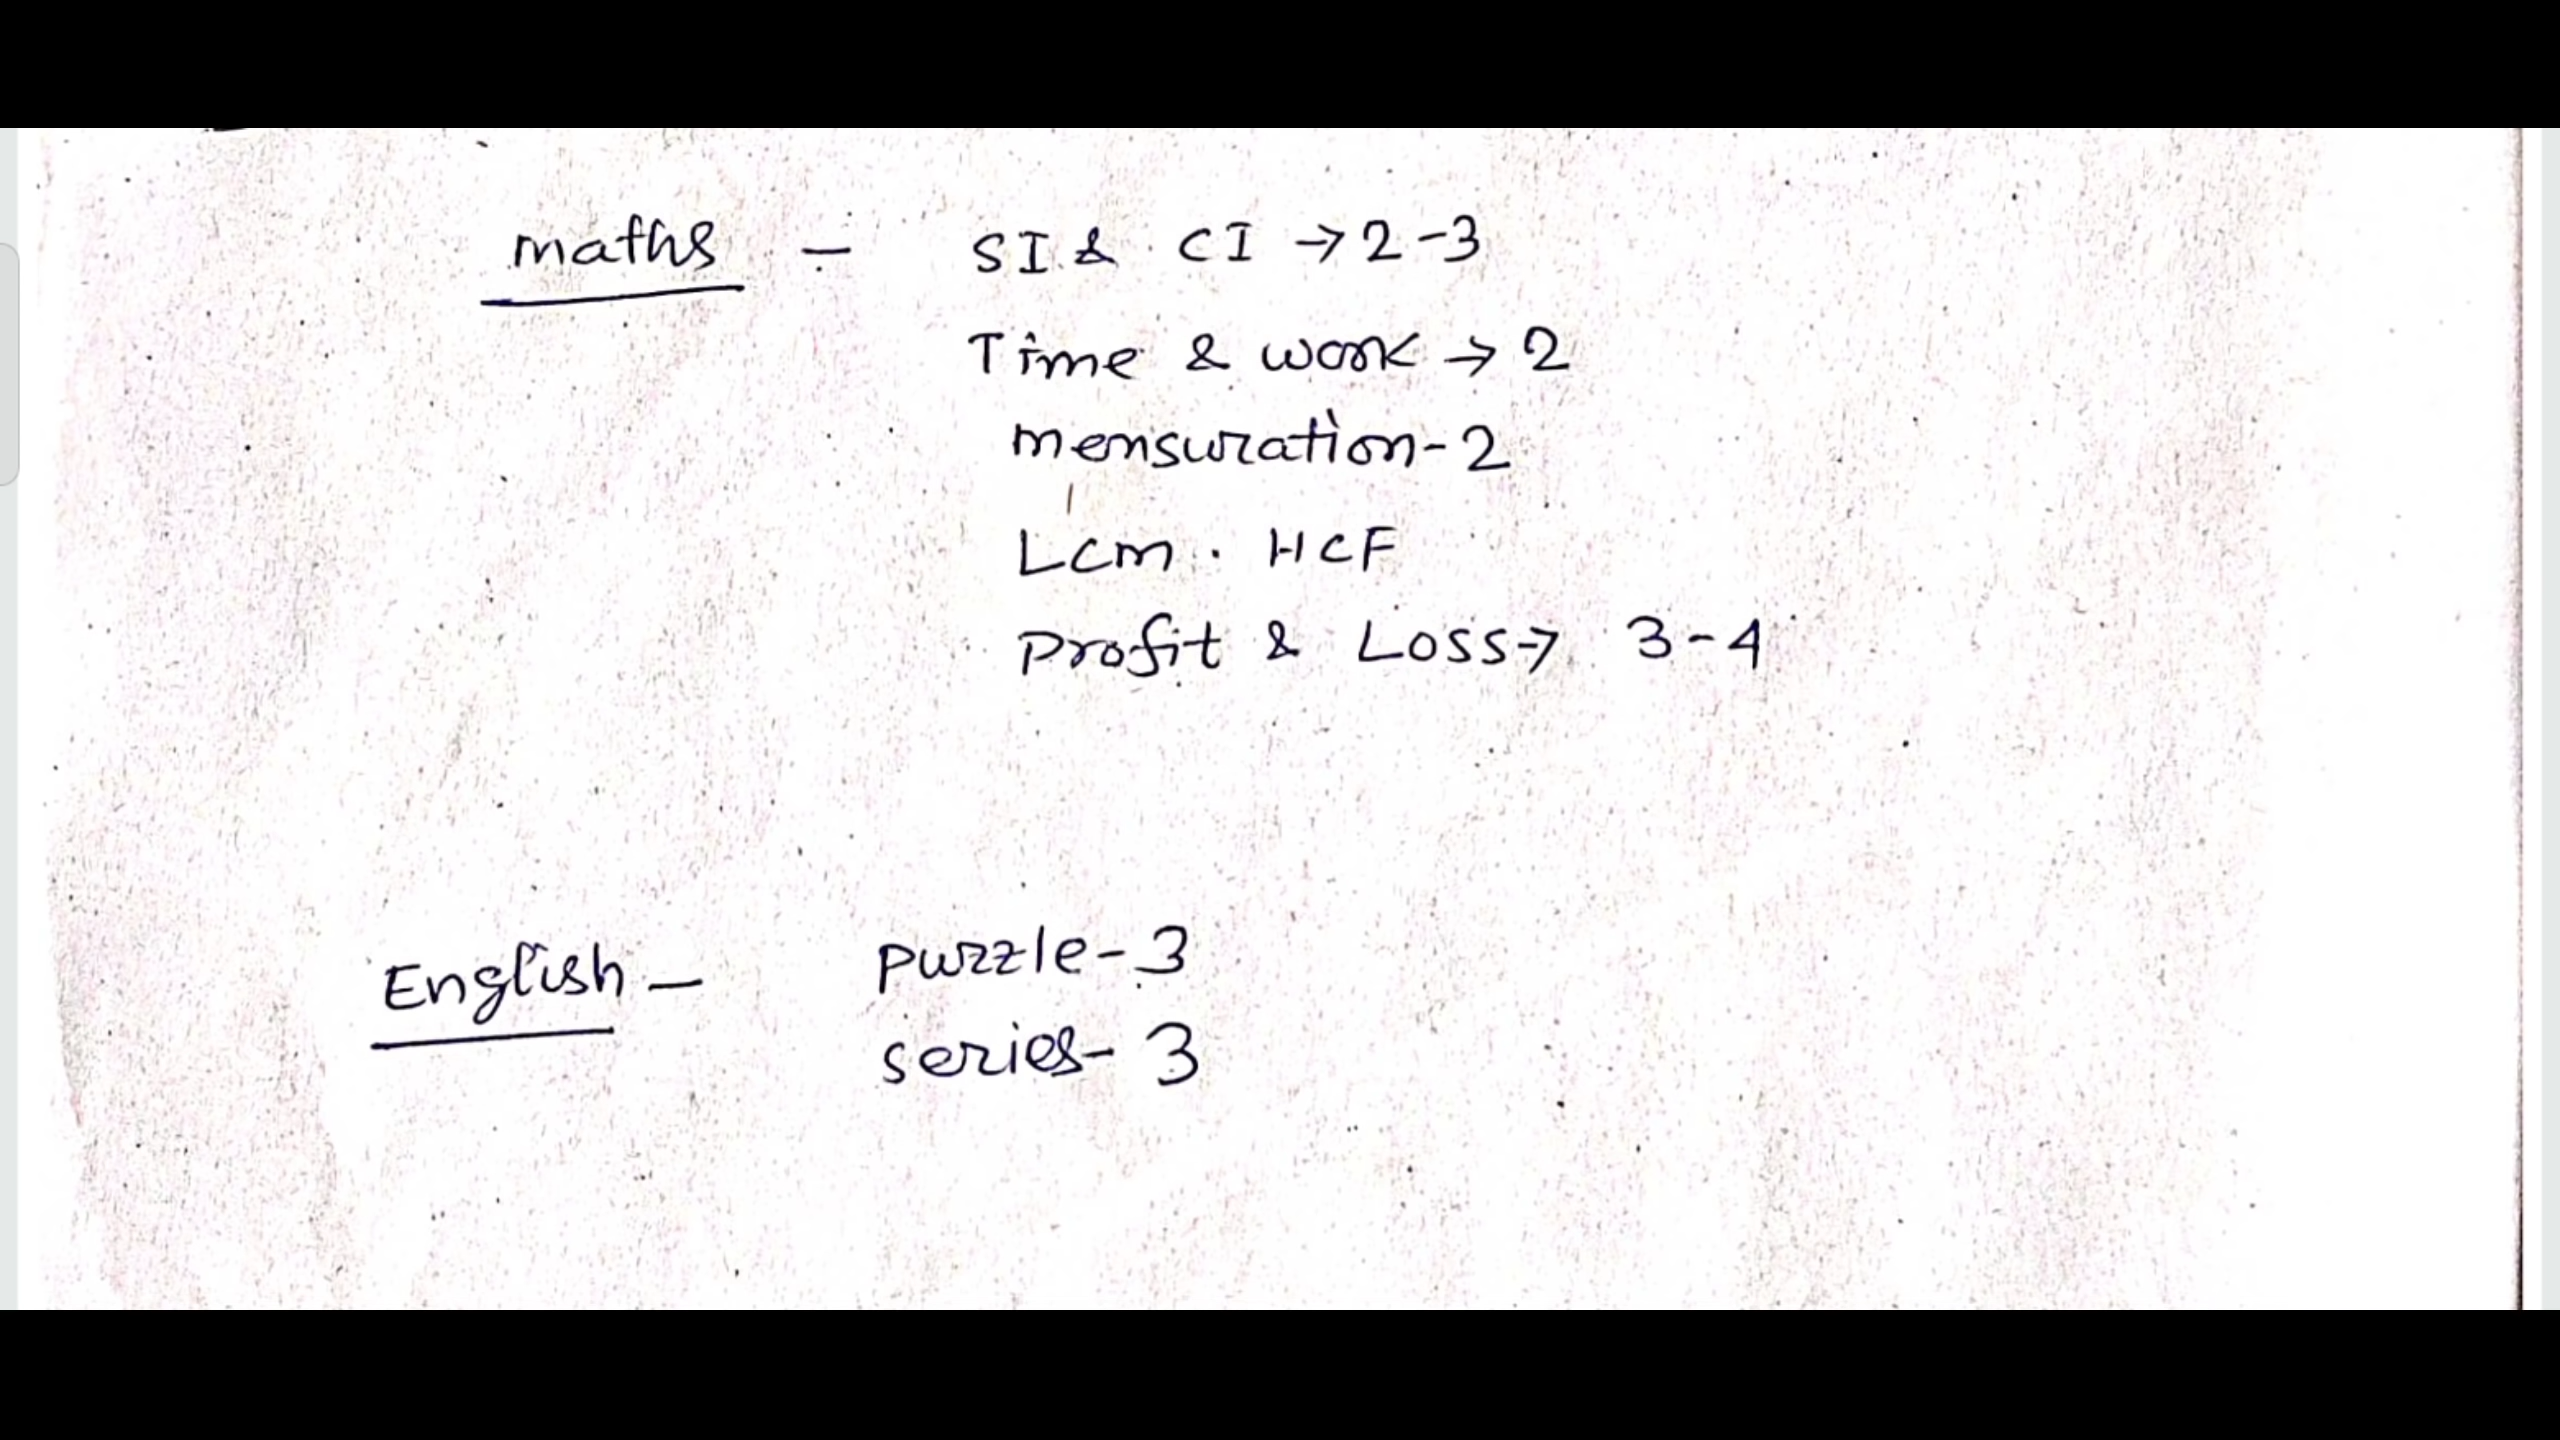 maths - SI & CI → 2-3
Time & work → 2
mensuration-2
Lcm. HCF
Profit & Loss → 3-4
English - puzzle-3
series-3